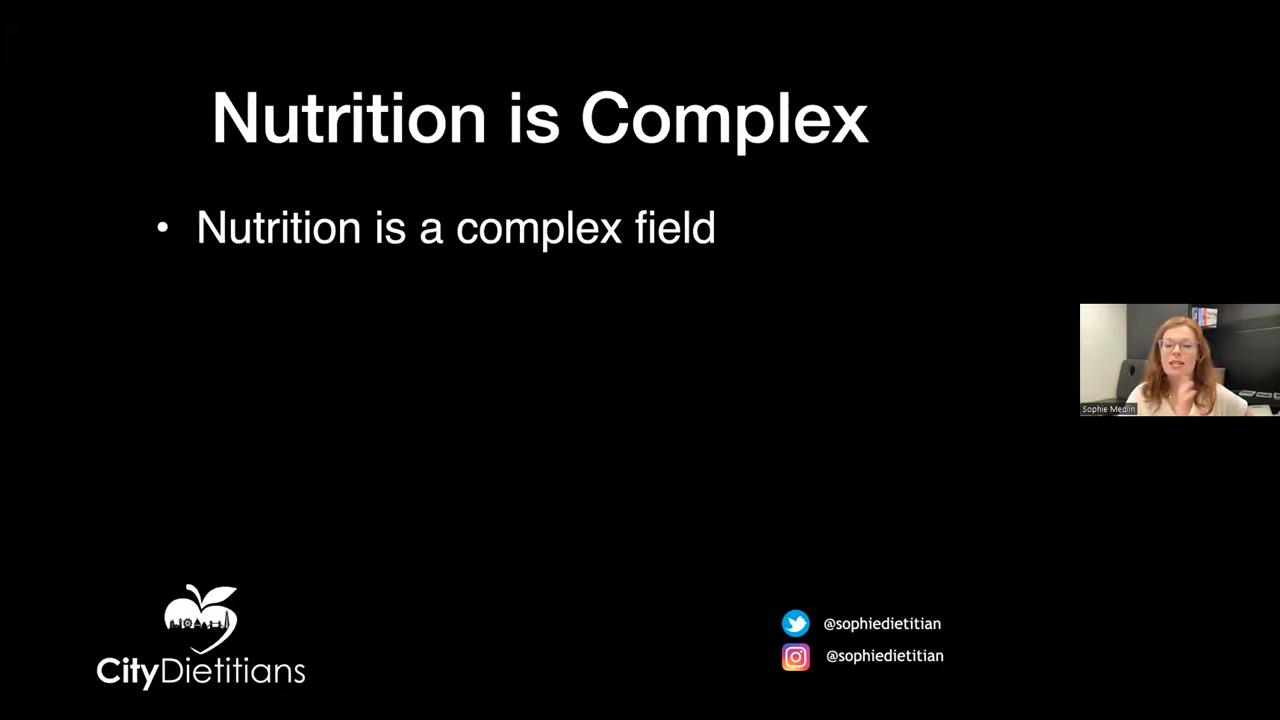 Nutrition is Complex
• Nutrition is a complex field
Sophie Medlin
CityDietitians
@sophiedietitian
@sophiedietitian